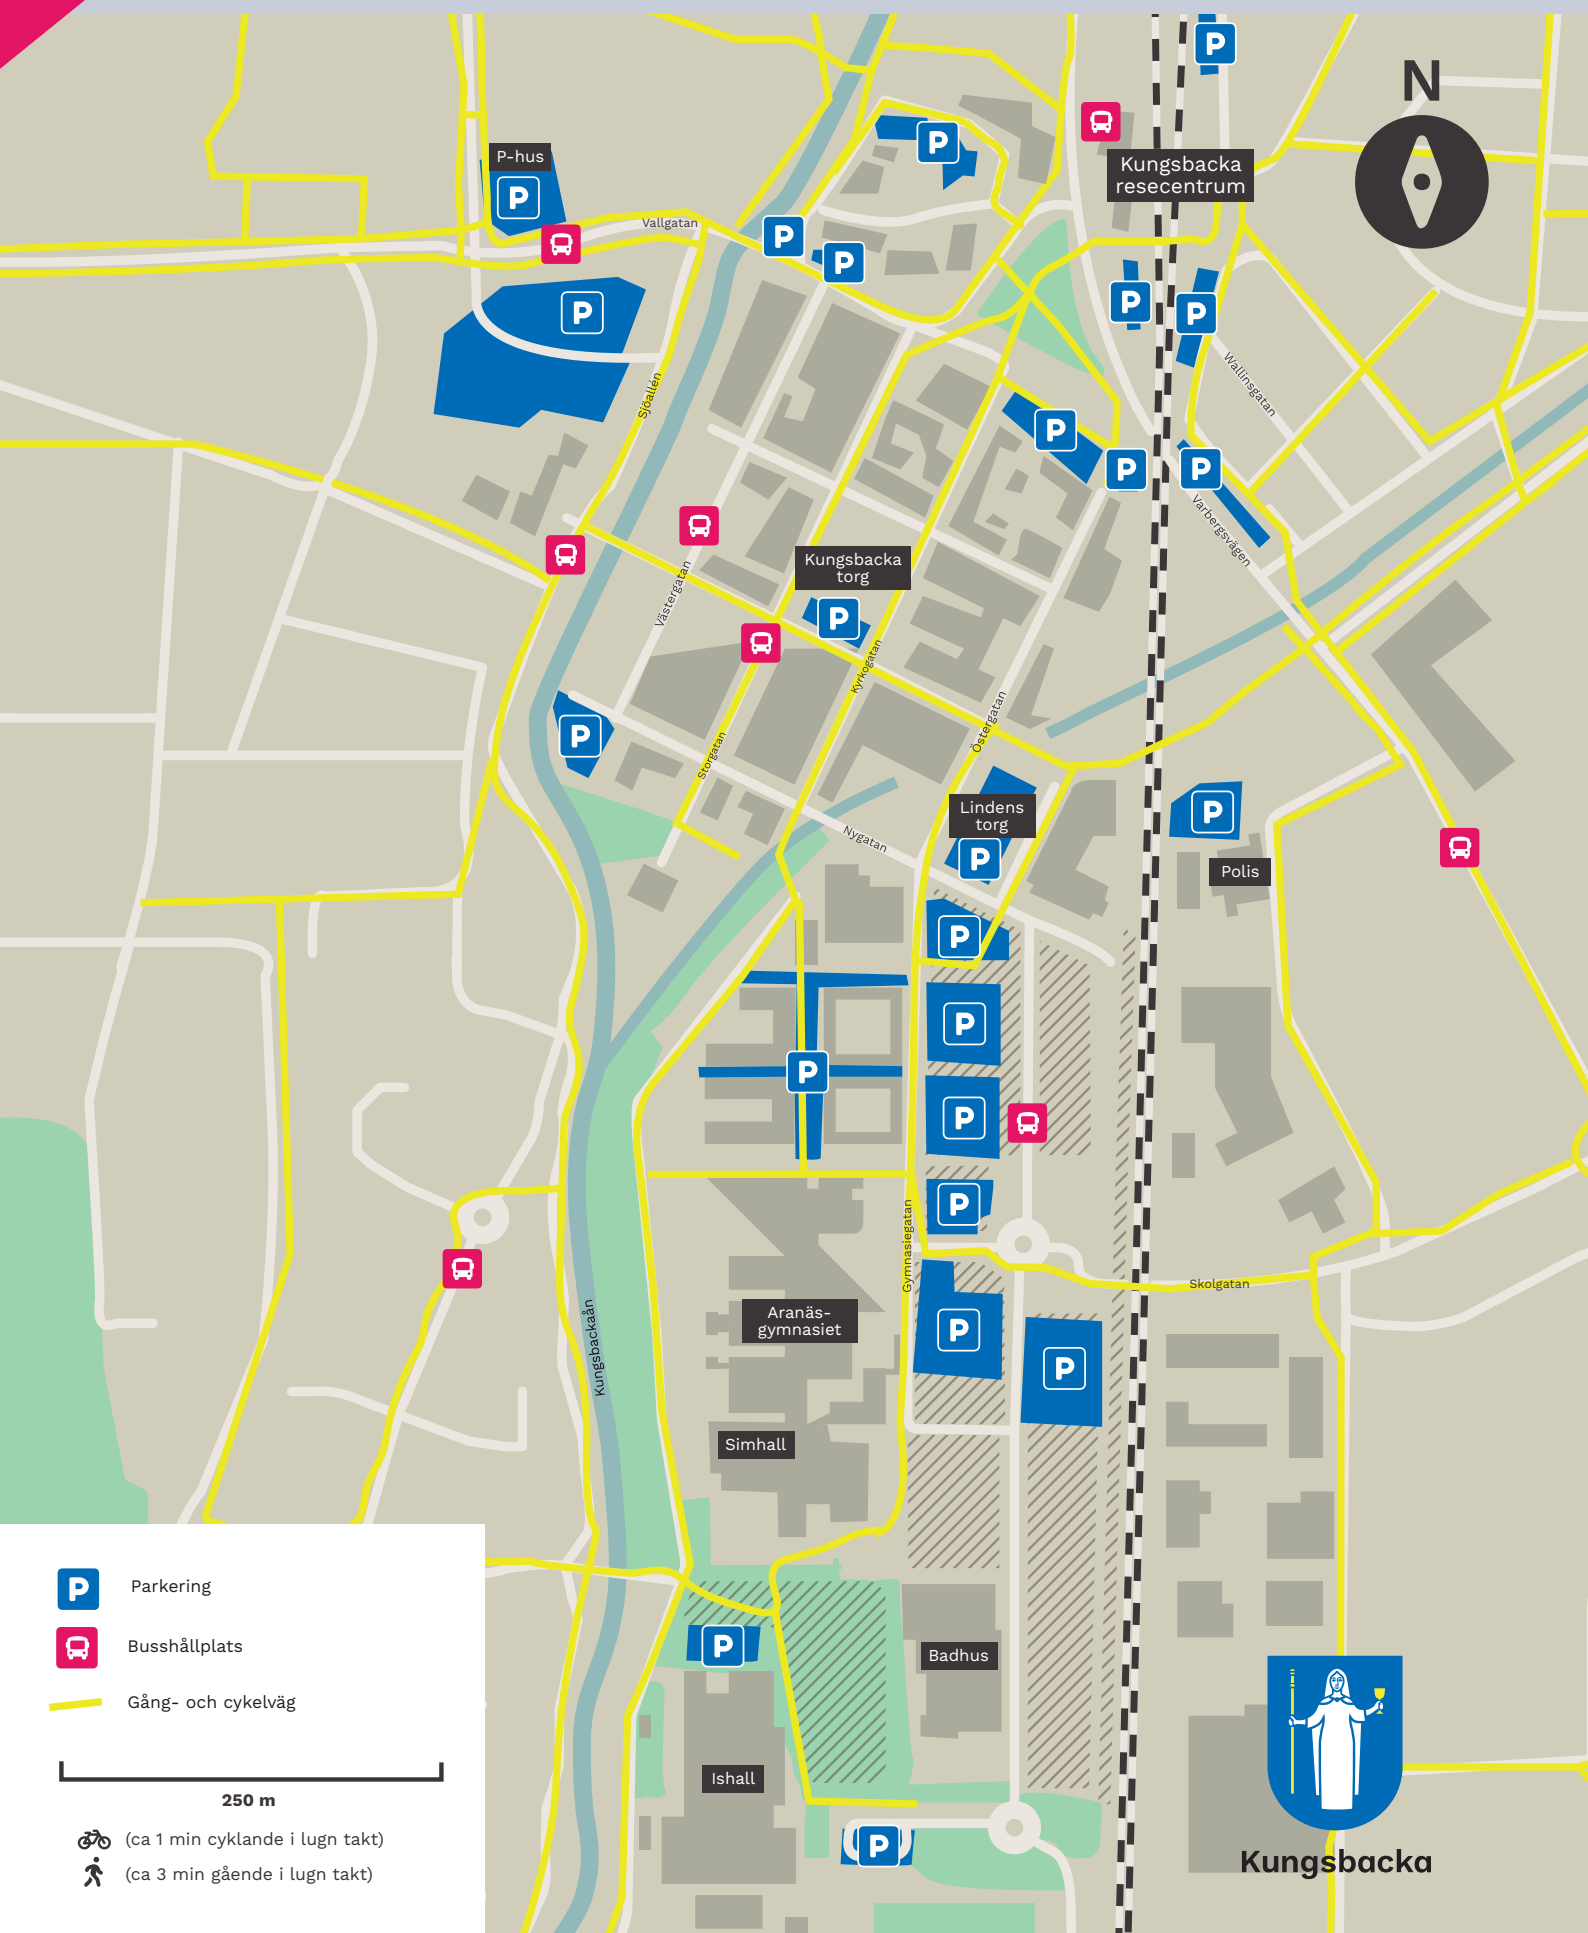 P
N
P
P-hus
Kungsbacka
resecentrum
P
Vallgatan
P
P
P
P
P
Wallinsgatan
Sjöallén
P
P
P
Varbergsvägen
Kungsbacka
torg
Västergatan
P
Kyrkogatan
Östergatan
P
Storgatan
Lindens
torg
P
Nygatan
P
Polis
P
P
P
P
P
Gymnasiegatan
Skolgatan
Kungsbackaån
Aranäs-
gymnasiet
P
P
Simhall
P
Badhus
Ishall
P
P
Parkering
Busshållplats
Gång- och cykelväg
250 m
(ca 1 min cyklande i lugn takt)
(ca 3 min gående i lugn takt)
Kungsbacka